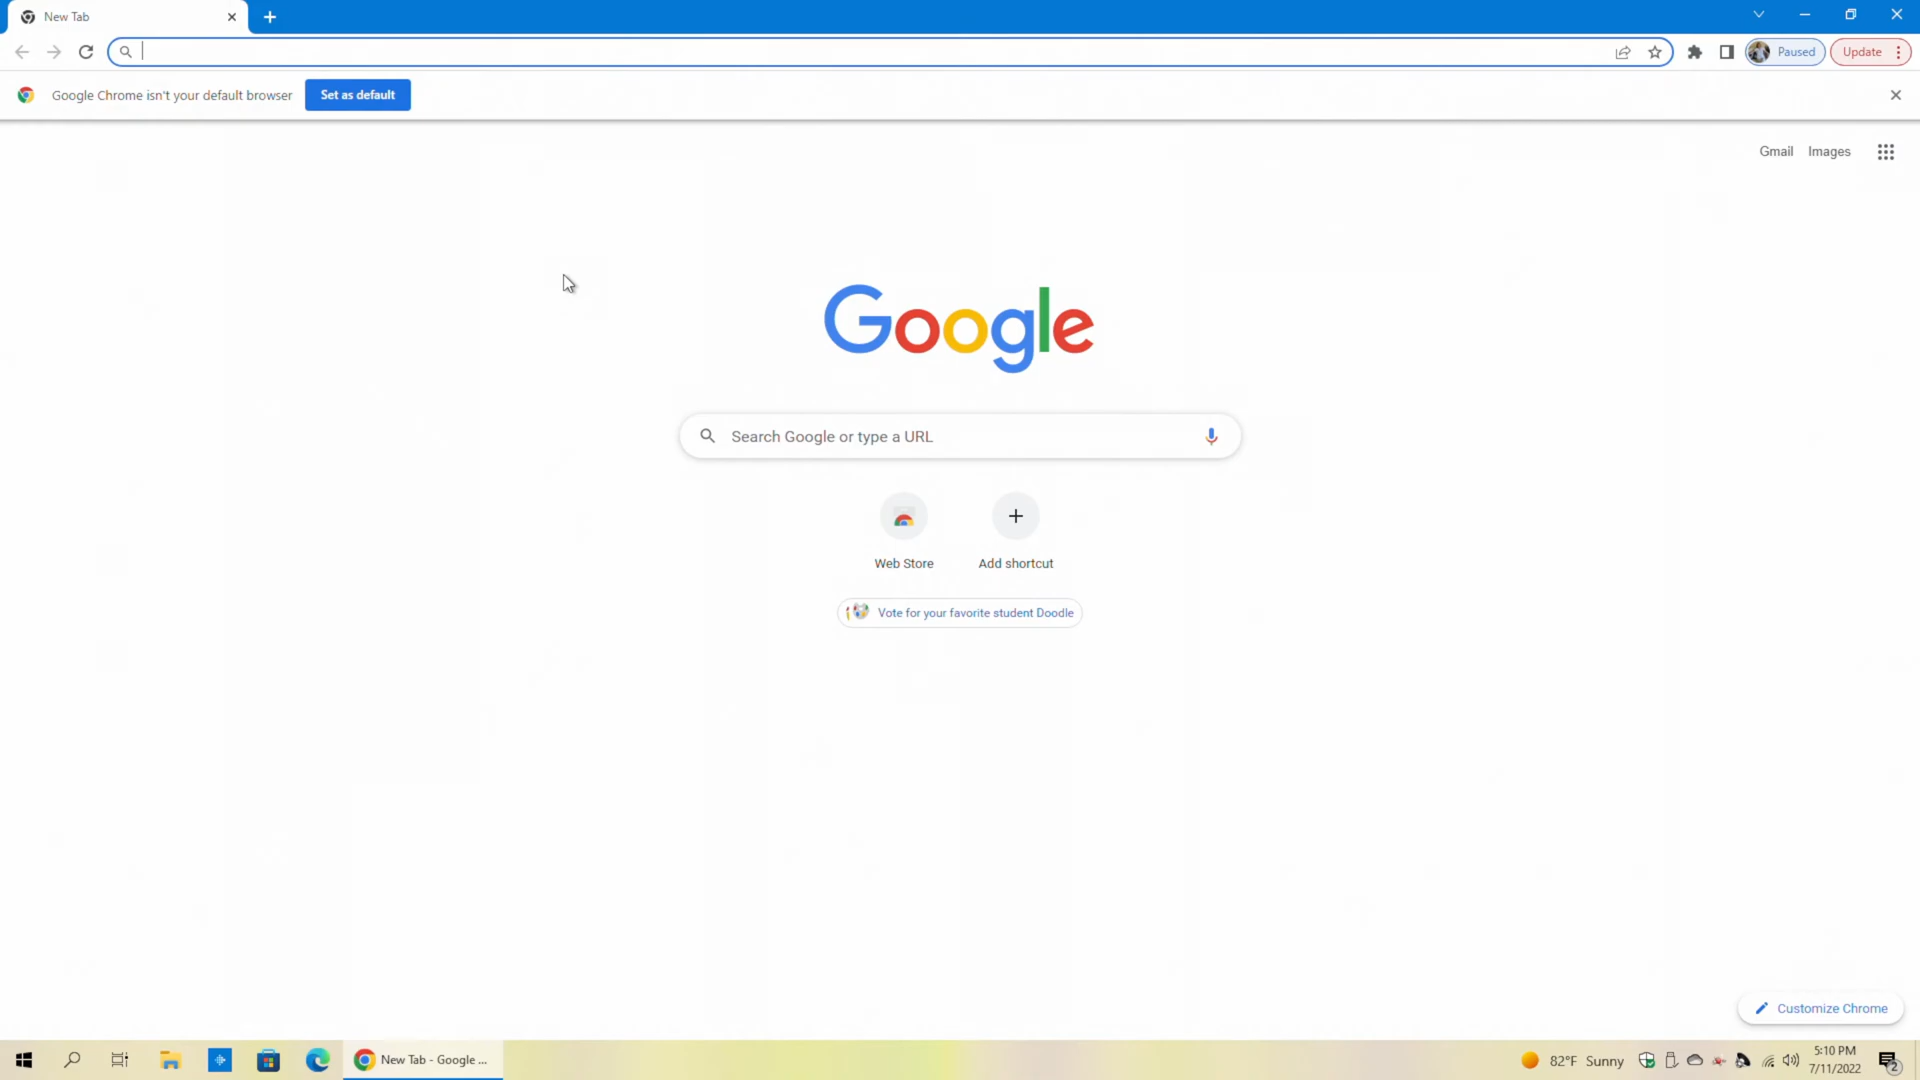 New Tab
Paused
Update
Google Chrome isn't your default browser
Set as default
Gmail
Images
Google
Search Google or type a URL
Web Store
Add shortcut
Vote for your favorite student Doodle
Customize Chrome
New Tab - Google ...
82°F Sunny
5:10 PM
7/11/2022
2